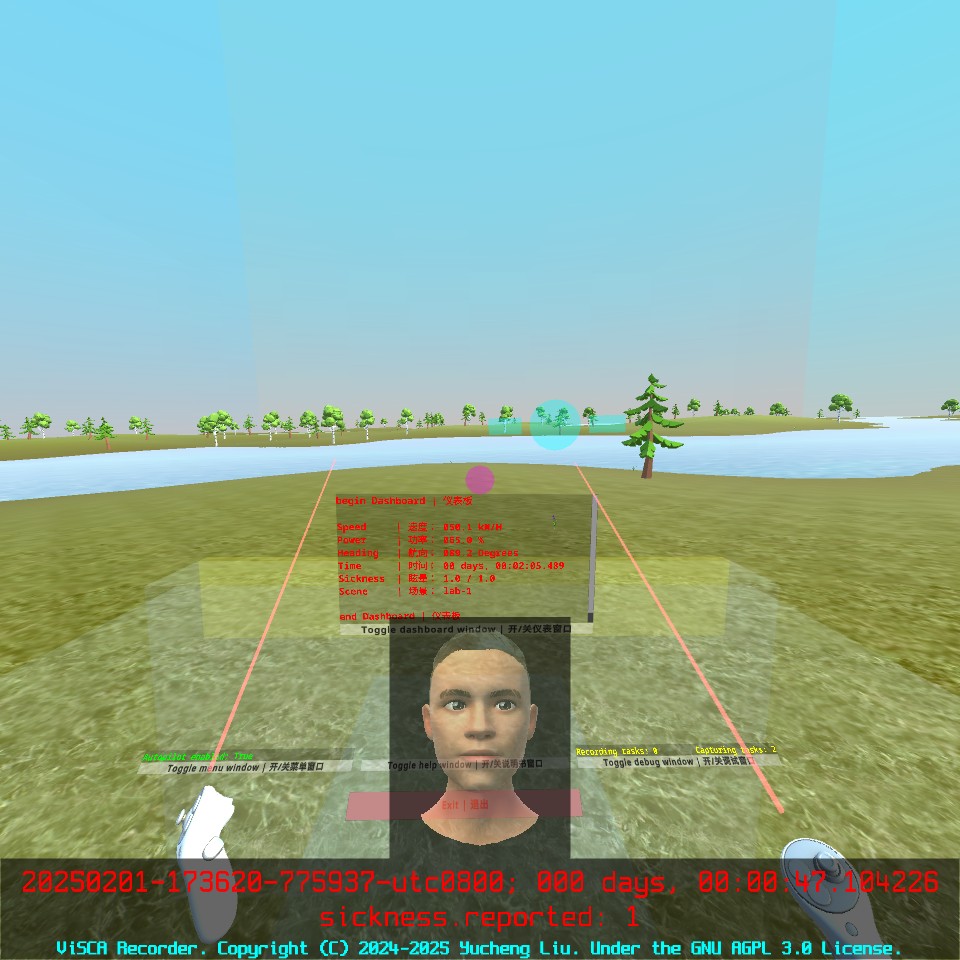 begin Dashboard | 仪表板
Speed | 速度: 050.1 km/h
Power | 功率: 065.0 %
Heading | 航向: 080.2 degrees
Time | 时间: 00 days, 00:02:05.489
Sickness | 眩晕: 1.0 / 1.0
Scene | 场景: lab-1
end Dashboard | 仪表板
Toggle dashboard window | 开/关仪表窗口
Autopilot enabled: True
Toggle menu window | 开/关菜单窗口
Toggle help window | 开/关说明书窗口
Recording tasks: 0 Capturing tasks: 2
Toggle debug window | 开/关调试窗口
Exit | 退出
20250201-173620-775937-utc0800; 000 days, 00:00:47.104226
sickness.reported: 1
ViSCA Recorder. Copyright (C) 2024-2025 Yucheng Liu. Under the GNU AGPL 3.0 License.